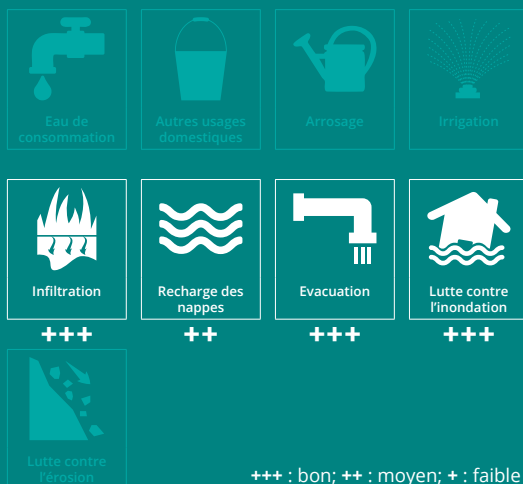 Eau de
consommation
Autres usages
domestiques
Arrosage
Irrigation
Infiltration
Recharge des
nappes
Evacuation
Lutte contre
l'inondation
+++
++
+++
+++
Lutte contre
l'érosion
+++ : bon; ++ : moyen; + : faible